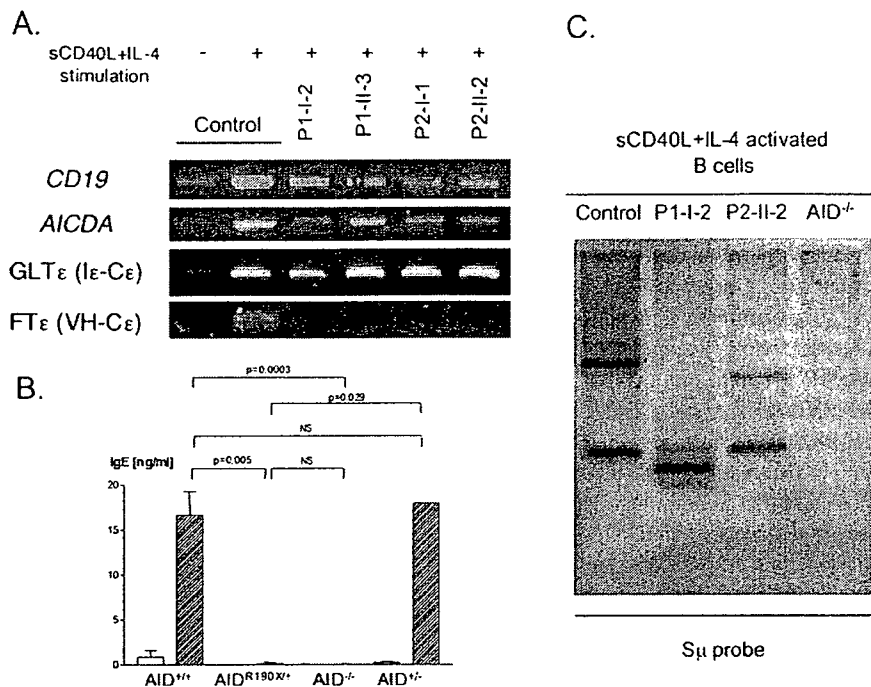 A.
sCD40L+IL-4 stimulation - + + + + +
Control P1-I-2 P1-II-3 P2-I-1 P2-II-2
CD19
AICDA
GLTε (Iε-Cε)
FTε (VH-Cε)
B.
p=0.0003
p=0.029
NS
p=0.005
NS
IgE [ng/ml]
20
15
10
5
0
AID+/+ AIDR190X/+ AID-/- AID+/-
C.
sCD40L+IL-4 activated
B cells
Control P1-I-2 P2-II-2 AID-/-
Sμ probe